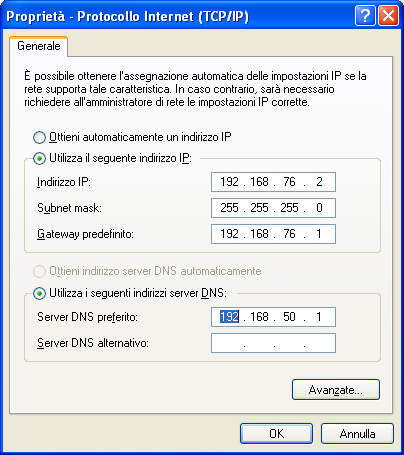 Proprietà - Protocollo Internet (TCP/IP)
Generale
È possibile ottenere l'assegnazione automatica delle impostazioni IP se la
rete supporta tale caratteristica. In caso contrario, sarà necessario
richiedere all'amministratore di rete le impostazioni IP corrette.
Ottieni automaticamente un indirizzo IP
Utilizza il seguente indirizzo IP:
Indirizzo IP: 192 . 168 . 76 . 2
Subnet mask: 255 . 255 . 255 . 0
Gateway predefinito: 192 . 168 . 76 . 1
Ottieni indirizzo server DNS automaticamente
Utilizza i seguenti indirizzi server DNS:
Server DNS preferito: 192 . 168 . 50 . 1
Server DNS alternativo: . . .
Avanzate...
OK Annulla